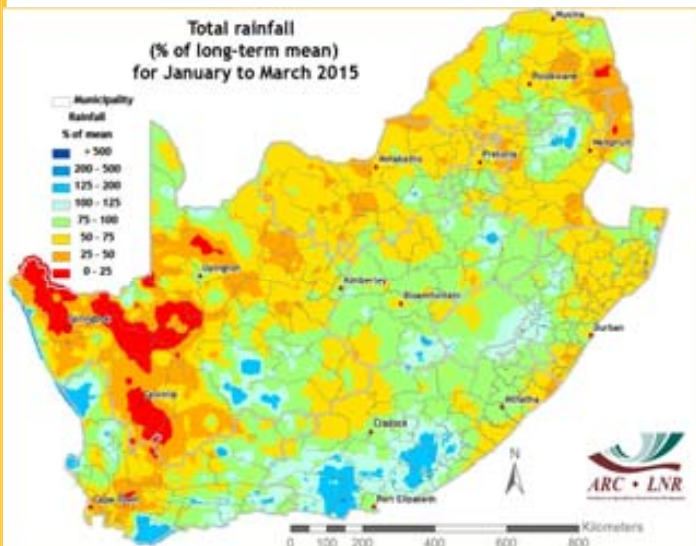 Total rainfall
(% of long-term mean)
for January to March 2015
Municipality
Rainfall
% of mean
> 500
200 - 500
125 - 200
100 - 125
75 - 100
50 - 75
25 - 50
0 - 25
Musina
Polokwane
Mafikeng
Pretoria
Nelspruit
Upington
Kimberley
Bloemfontein
Springbok
Durban
Calvinia
Mthatha
Cradock
Cape Town
Port Elizabeth
N
ARC • LNR
Kilometers
0 100 200 400 600 800